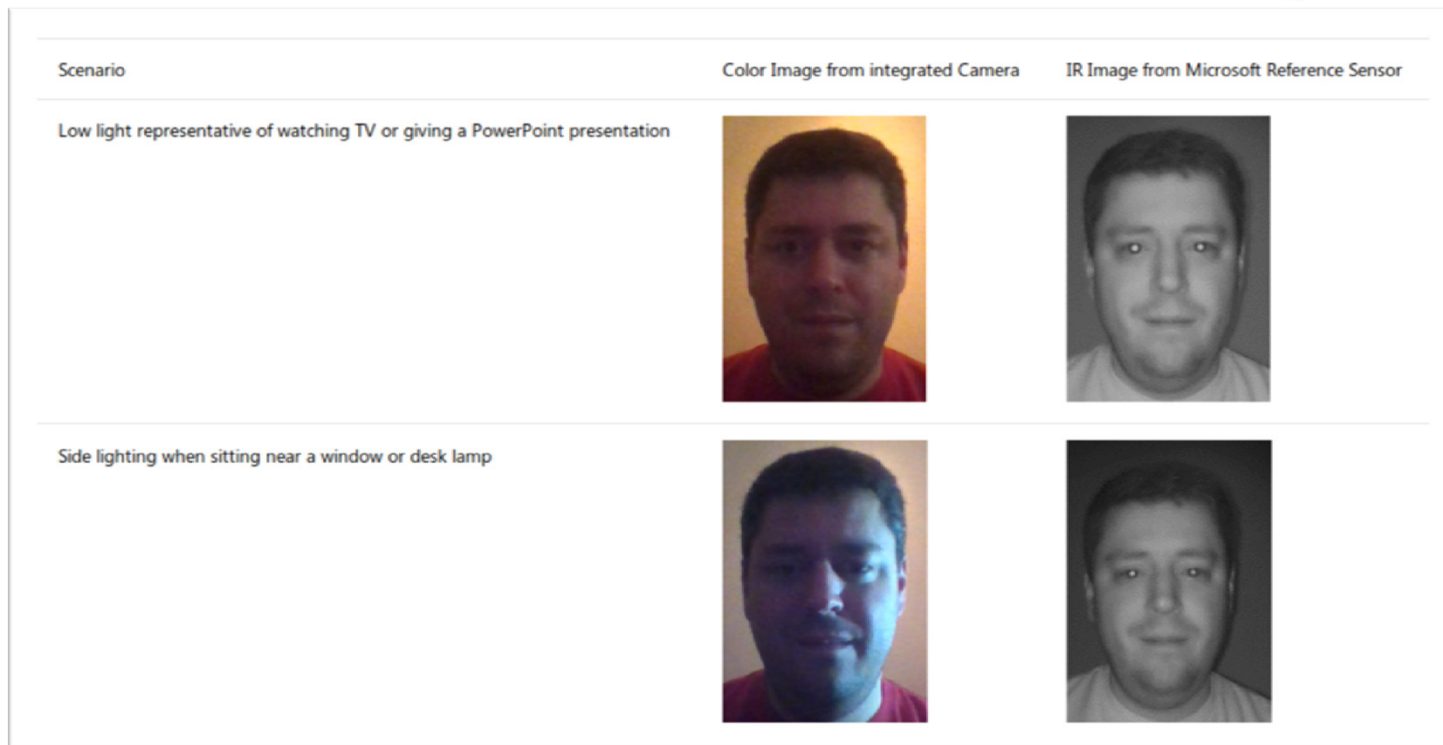 Scenario
Color Image from integrated Camera
IR Image from Microsoft Reference Sensor
Low light representative of watching TV or giving a PowerPoint presentation
Side lighting when sitting near a window or desk lamp